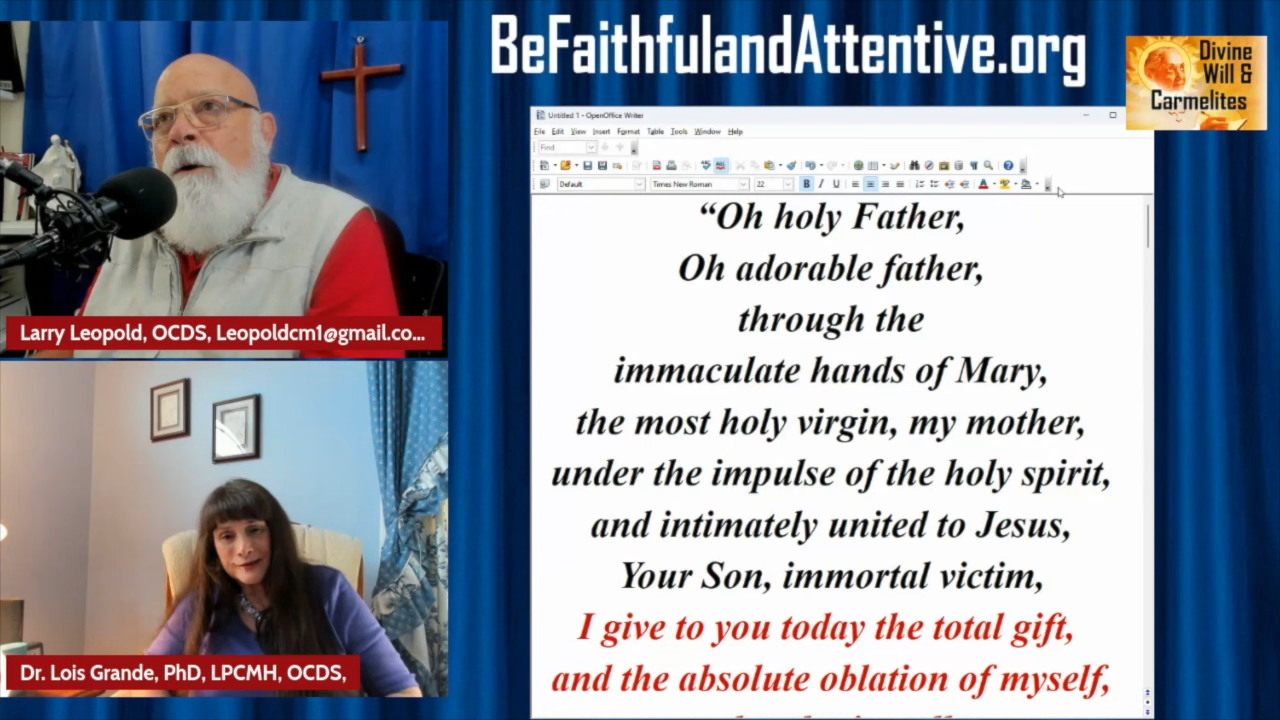 BeFaithfulandAttentive.org
Divine
Will &
Carmelites
Untitled 1 - OpenOffice Writer
File Edit View Insert Format Table Tools Window Help
Find
Default Times New Roman 22 B I U
“Oh holy Father,
Oh adorable father,
through the
immaculate hands of Mary,
the most holy virgin, my mother,
under the impulse of the holy spirit,
and intimately united to Jesus,
Your Son, immortal victim,
I give to you today the total gift,
and the absolute oblation of myself,
Larry Leopold, OCDS, Leopoldcm1@gmail.co...
Dr. Lois Grande, PhD, LPCMH, OCDS,